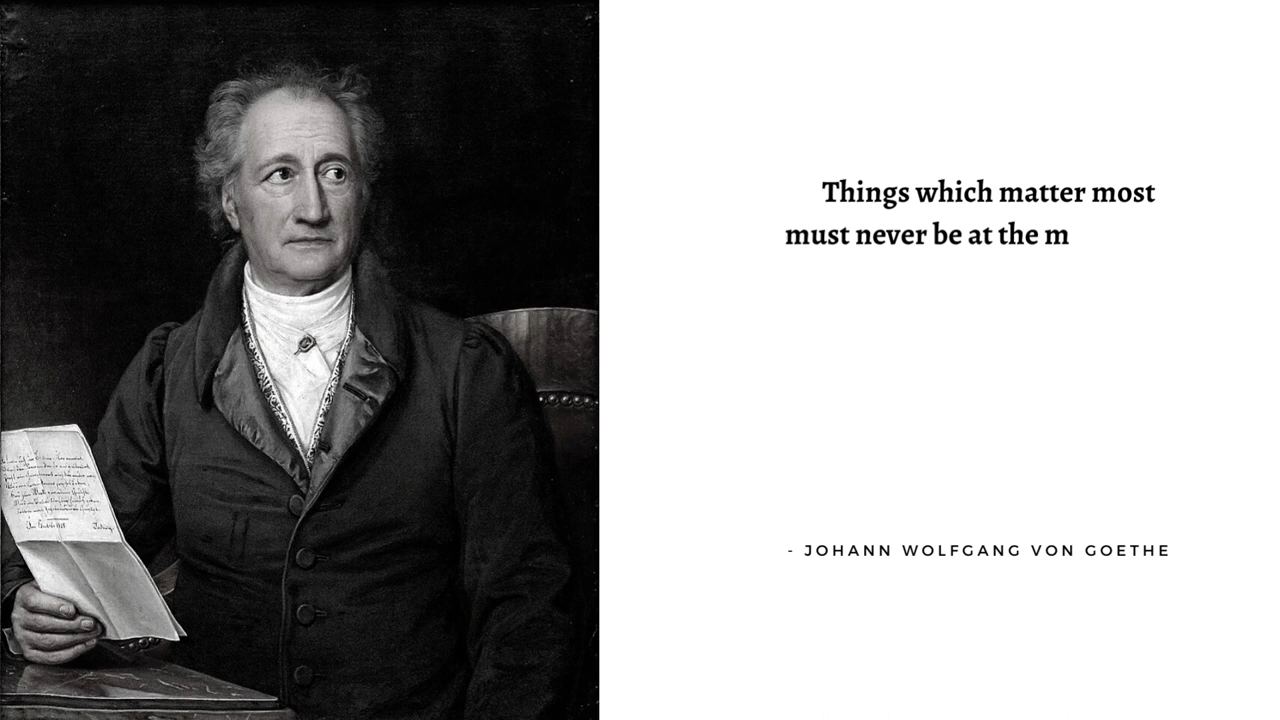 Things which matter most
must never be at the m
- JOHANN WOLFGANG VON GOETHE